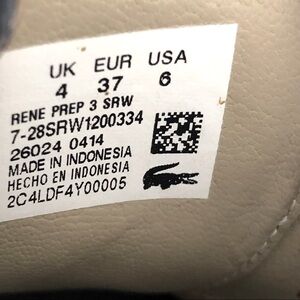 UK EUR USA
4 37 6
RENE PREP 3 SRW
7-28SRW1200334
26024 0414
MADE IN INDONESIA
HECHO EN INDONESIA
2C4LDF4Y00005